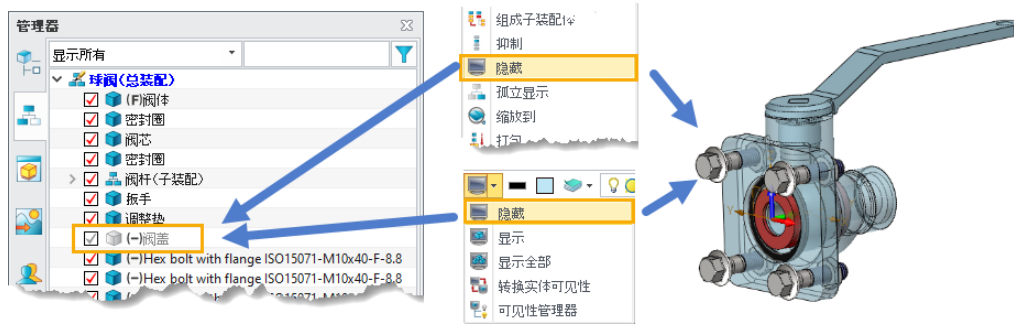 管理器
显示所有
球阀(总装配)
(F)阀体
密封圈
阀芯
密封圈
阀杆(子装配)
扳手
调整垫
(-)阀盖
(-)Hex bolt with flange ISO15071-M10x40-F-8.8
(-)Hex bolt with flange ISO15071-M10x40-F-8.8
组成子装配体
抑制
隐藏
孤立显示
缩放到
打包
隐藏
显示
显示全部
转换实体可见性
可见性管理器
Y